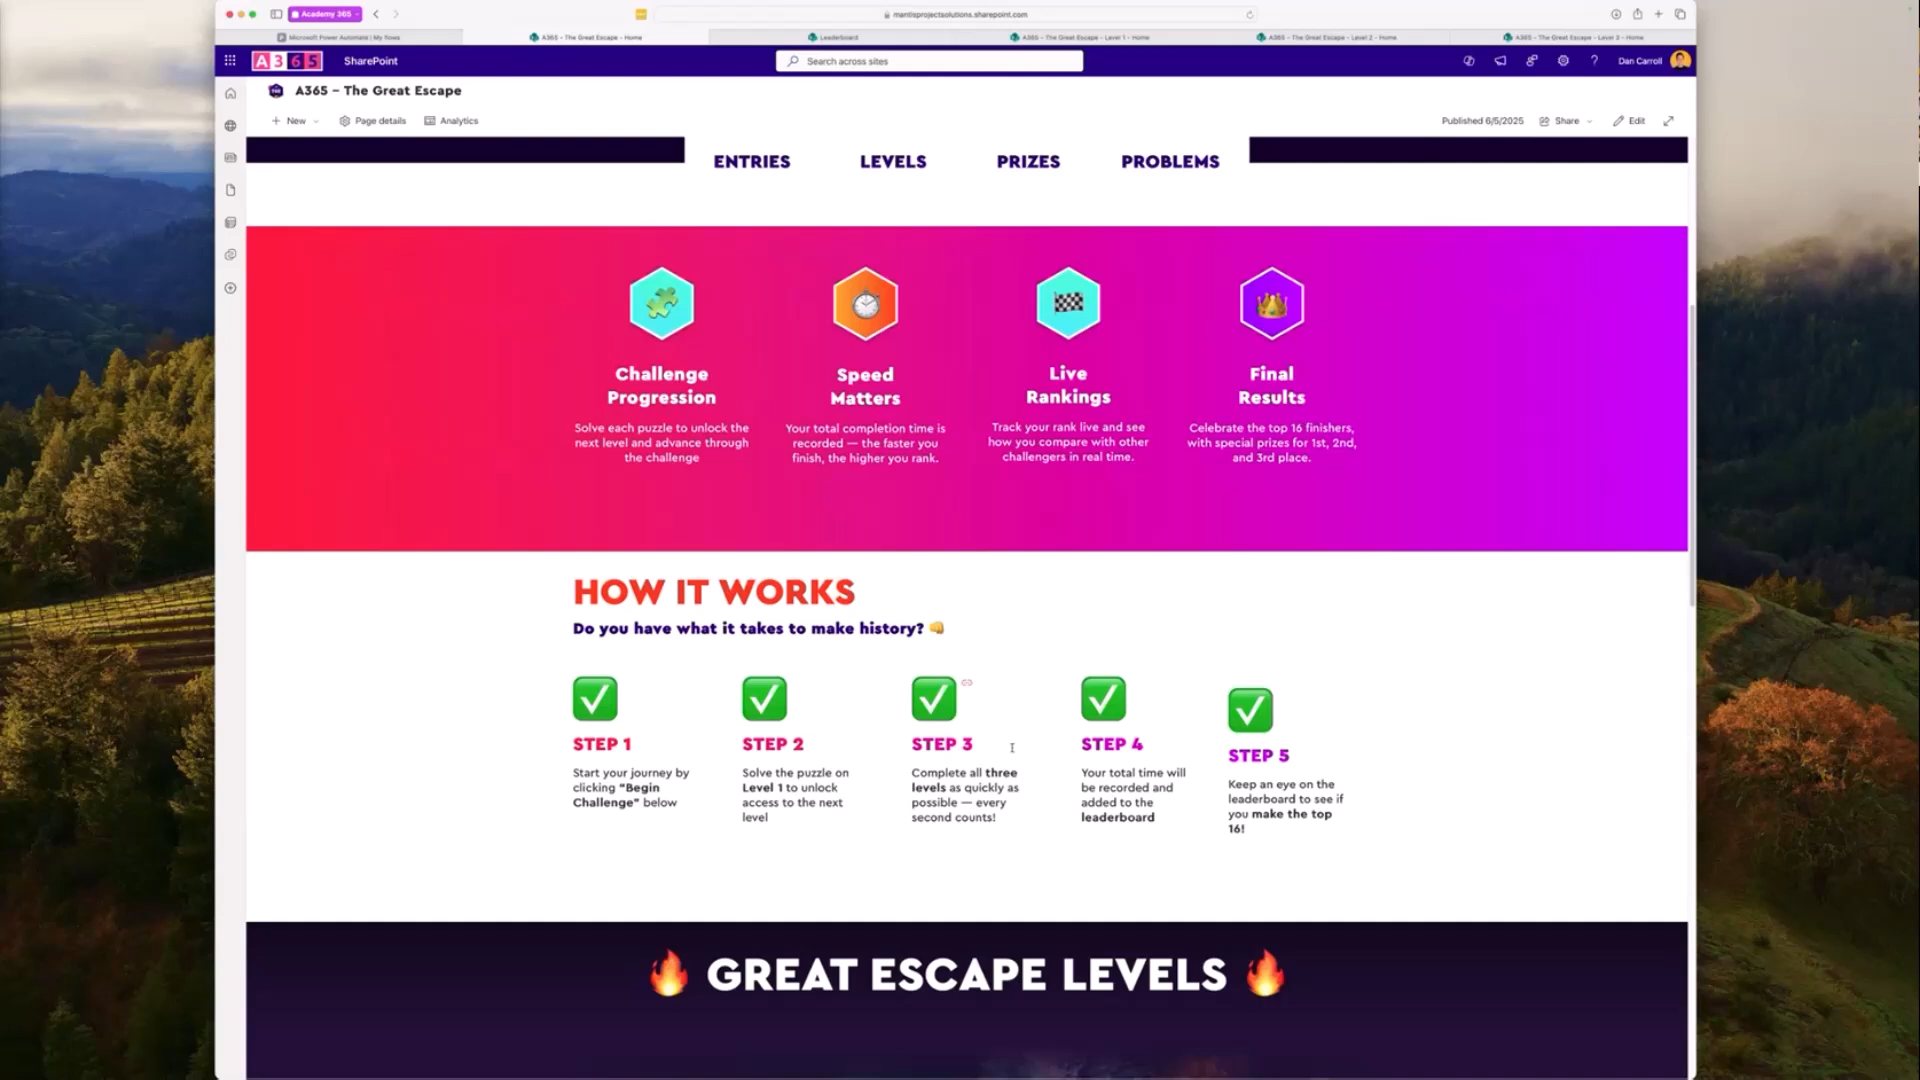 Academy 365
mantisprojectsolutions.sharepoint.com
Microsoft Power Automate | My flows
A365 - The Great Escape - Home
Leaderboard
A365 - The Great Escape - Level 1 - Home
A365 - The Great Escape - Level 2 - Home
A365 - The Great Escape - Level 3 - Home
A365
SharePoint
Search across sites
Dan Carroll
A365 – The Great Escape
New
Page details
Analytics
Published 6/5/2025
Share
Edit
ENTRIES
LEVELS
PRIZES
PROBLEMS
Challenge
Progression
Solve each puzzle to unlock the
next level and advance through
the challenge
Speed
Matters
Your total completion time is
recorded — the faster you
finish, the higher you rank.
Live
Rankings
Track your rank live and see
how you compare with other
challengers in real time.
Final
Results
Celebrate the top 16 finishers,
with special prizes for 1st, 2nd,
and 3rd place.
HOW IT WORKS
Do you have what it takes to make history? 👊
STEP 1
Start your journey by
clicking "Begin
Challenge" below
STEP 2
Solve the puzzle on
Level 1 to unlock
access to the next
level
STEP 3
Complete all three
levels as quickly as
possible — every
second counts!
STEP 4
Your total time will
be recorded and
added to the
leaderboard
STEP 5
Keep an eye on the
leaderboard to see if
you make the top
16!
🔥 GREAT ESCAPE LEVELS 🔥